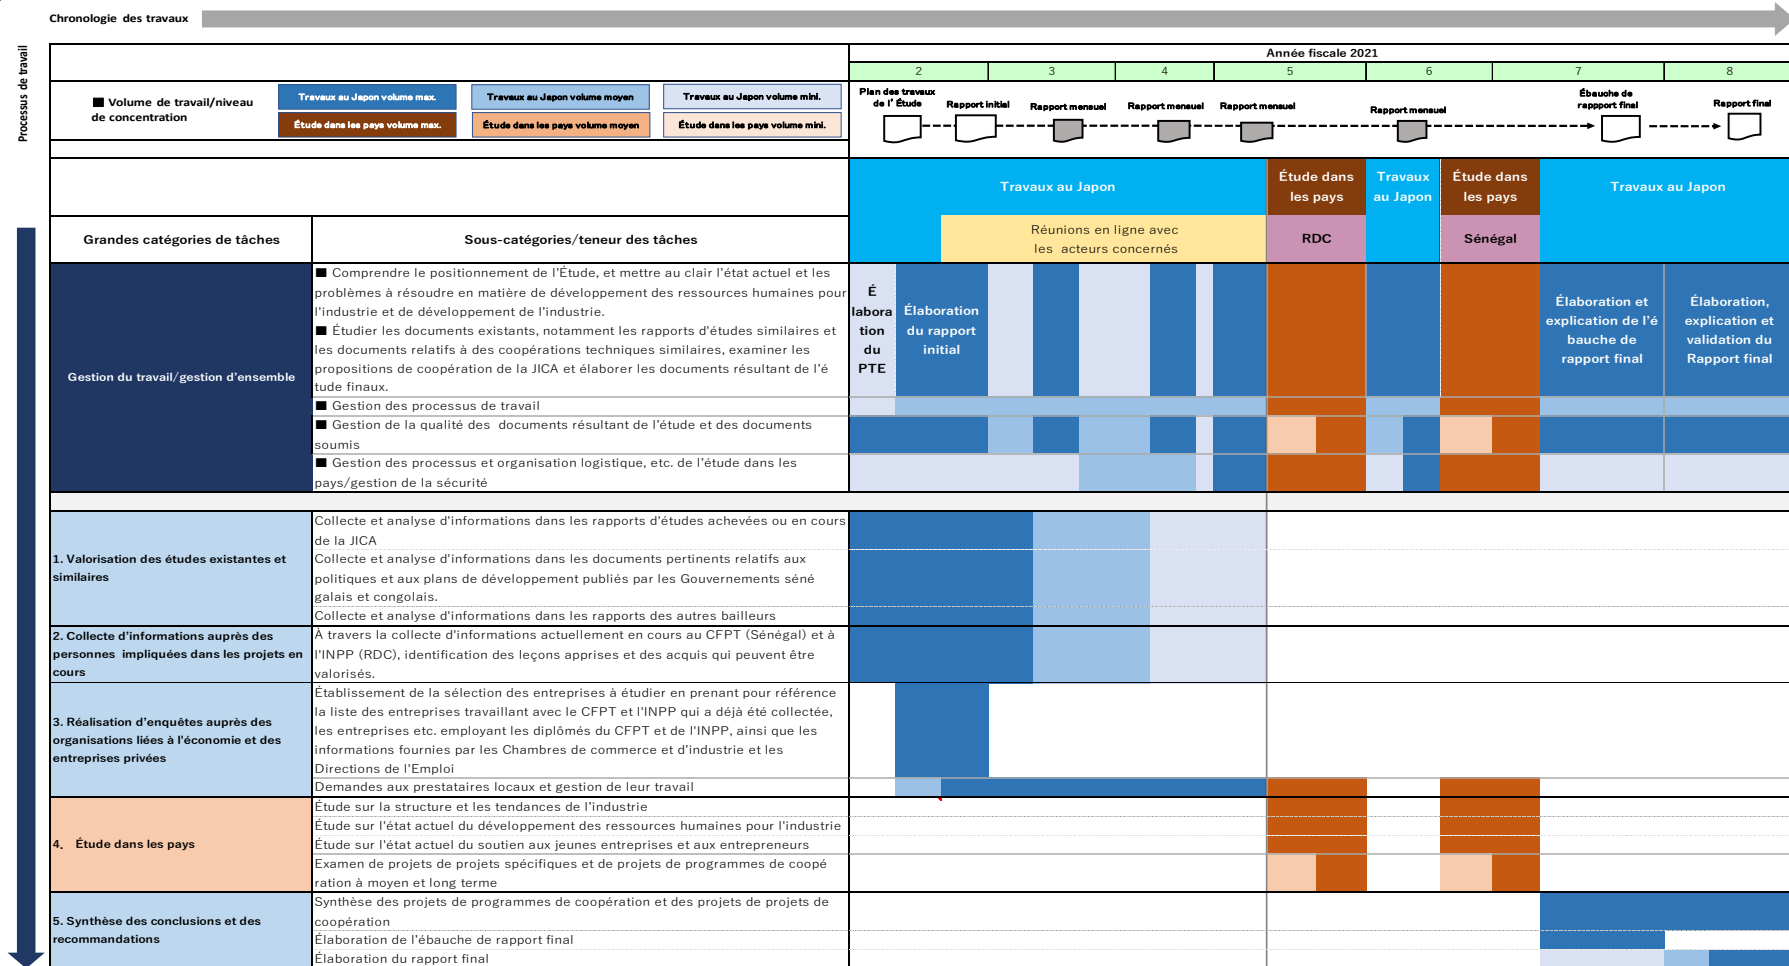 Chronologie des travaux
Processus de travail
Année fiscale 2021
2 3 4 5 6 7 8
■ Volume de travail/niveau
de concentration
Travaux au Japon volume max.
Travaux au Japon volume moyen
Travaux au Japon volume mini.
Étude dans les pays volume max.
Étude dans les pays volume moyen
Étude dans les pays volume mini.
Plan des travaux
de l' Étude
Rapport initial
Rapport mensuel
Rapport mensuel
Rapport mensuel
Rapport mensuel
Ébauche de
rappport final
Rapport final
Travaux au Japon
Étude dans
les pays
Travaux
au Japon
Étude dans
les pays
Travaux au Japon
Grandes catégories de tâches
Sous-catégories/teneur des tâches
Réunions en ligne avec
les acteurs concernés
RDC
Sénégal
Gestion du travail/gestion d'ensemble
■ Comprendre le positionnement de l'Étude, et mettre au clair l'état actuel et les
problèmes à résoudre en matière de développement des ressources humaines pour
l'industrie et de développement de l'industrie.
■ Étudier les documents existants, notamment les rapports d'études similaires et
les documents relatifs à des coopérations techniques similaires, examiner les
propositions de coopération de la JICA et élaborer les documents résultant de l'é
tude finaux.
É
labora
tion
du
PTE
Élaboration
du rapport
initial
Élaboration et
explication de l'é
bauche de
rapport final
Élaboration,
explication et
validation du
Rapport final
■ Gestion des processus de travail
■ Gestion de la qualité des documents résultant de l'étude et des documents
soumis
■ Gestion des processus et organisation logistique, etc. de l'étude dans les
pays/gestion de la sécurité
1. Valorisation des études existantes et
similaires
Collecte et analyse d'informations dans les rapports d'études achevées ou en cours
de la JICA
Collecte et analyse d'informations dans les documents pertinents relatifs aux
politiques et aux plans de développement publiés par les Gouvernements séné
galais et congolais.
Collecte et analyse d'informations dans les rapports des autres bailleurs
2. Collecte d'informations auprès des
personnes impliquées dans les projets en
cours
À travers la collecte d'informations actuellement en cours au CFPT (Sénégal) et à
l'INPP (RDC), identification des leçons apprises et des acquis qui peuvent être
valorisés.
3. Réalisation d'enquêtes auprès des
organisations liées à l'économie et des
entreprises privées
Établissement de la sélection des entreprises à étudier en prenant pour référence
la liste des entreprises travaillant avec le CFPT et l'INPP qui a déjà été collectée,
les entreprises etc. employant les diplômés du CFPT et de l'INPP, ainsi que les
informations fournies par les Chambres de commerce et d'industrie et les
Directions de l'Emploi
Demandes aux prestataires locaux et gestion de leur travail
4. Étude dans les pays
Étude sur la structure et les tendances de l'industrie
Étude sur l'état actuel du développement des ressources humaines pour l'industrie
Étude sur l'état actuel du soutien aux jeunes entreprises et aux entrepreneurs
Examen de projets de projets spécifiques et de projets de programmes de coopé
ration à moyen et long terme
5. Synthèse des conclusions et des
recommandations
Synthèse des projets de programmes de coopération et des projets de projets de
coopération
Élaboration de l'ébauche de rapport final
Élaboration du rapport final